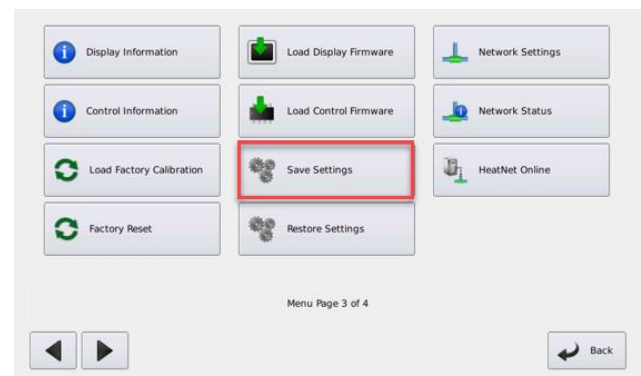 Display Information
Load Display Firmware
Network Settings
Control Information
Load Control Firmware
Network Status
Load Factory Calibration
Save Settings
HeatNet Online
Factory Reset
Restore Settings
Menu Page 3 of 4
Back